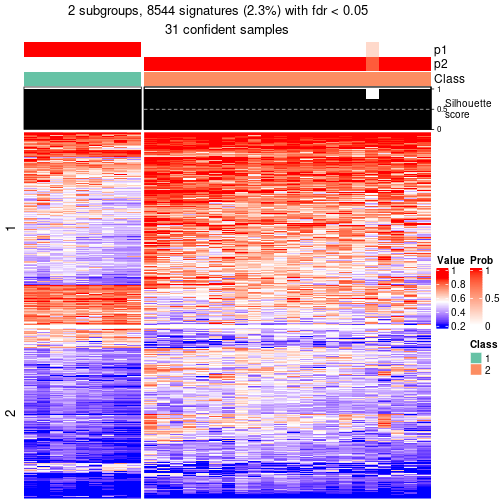 2 subgroups, 8544 signatures (2.3%) with fdr < 0.05
31 confident samples
p1
p2
Class
1
0.5
0
Silhouette
score
1
2
Value
1
0.8
0.6
0.4
0.2
Prob
1
0.5
0
Class
1
2